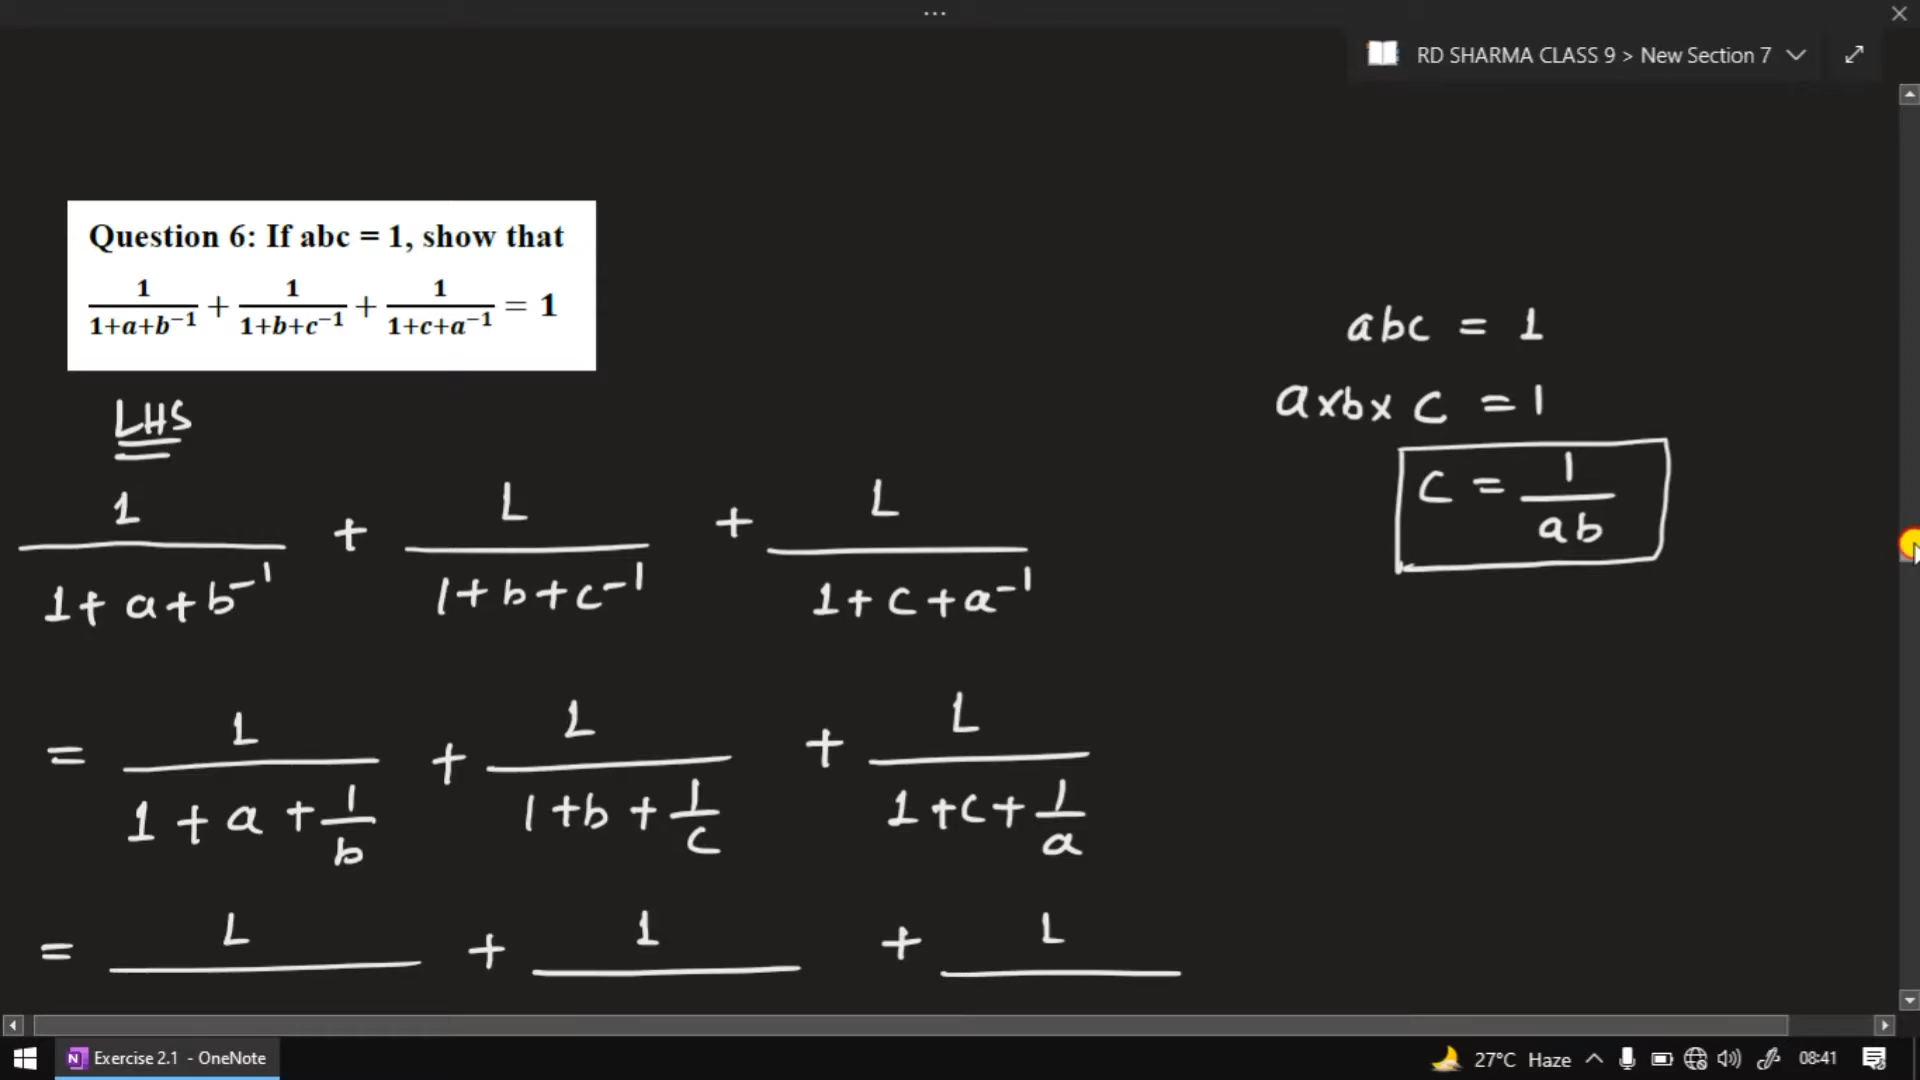 RD SHARMA CLASS 9 > New Section 7
Question 6: If abc = 1, show that
1/(1+a+b⁻¹) + 1/(1+b+c⁻¹) + 1/(1+c+a⁻¹) = 1
abc = 1
a×b× c = 1
c = 1/ab
LHS
1/(1+a+b⁻¹) + 1/(1+b+c⁻¹) + 1/(1+c+a⁻¹)
= 1/(1+a+1/b) + 1/(1+b+1/c) + 1/(1+c+1/a)
= 1/ + 1/ + 1/
Exercise 2.1 - OneNote
27°C Haze
08:41